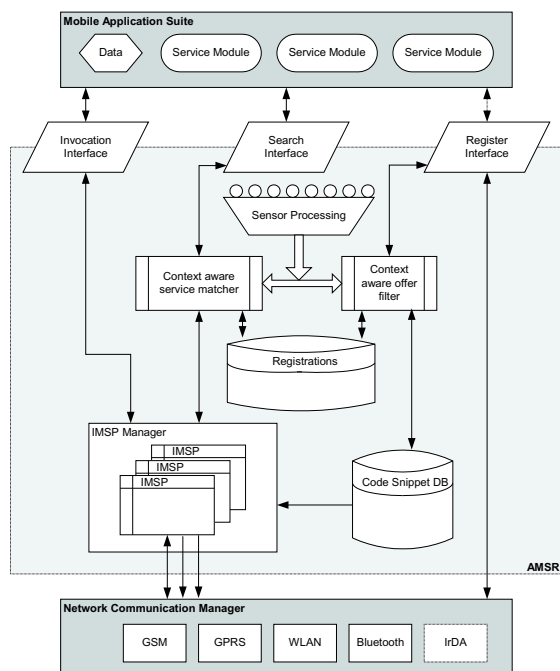 Mobile Application Suite
Data
Service Module
Service Module
Service Module
Invocation
Interface
Search
Interface
Register
Interface
Sensor Processing
Context aware
service matcher
Context
aware offer
filter
Registrations
IMSP Manager
IMSP
IMSP
IMSP
Code Snippet DB
AMSR
Network Communication Manager
GSM
GPRS
WLAN
Bluetooth
IrDA